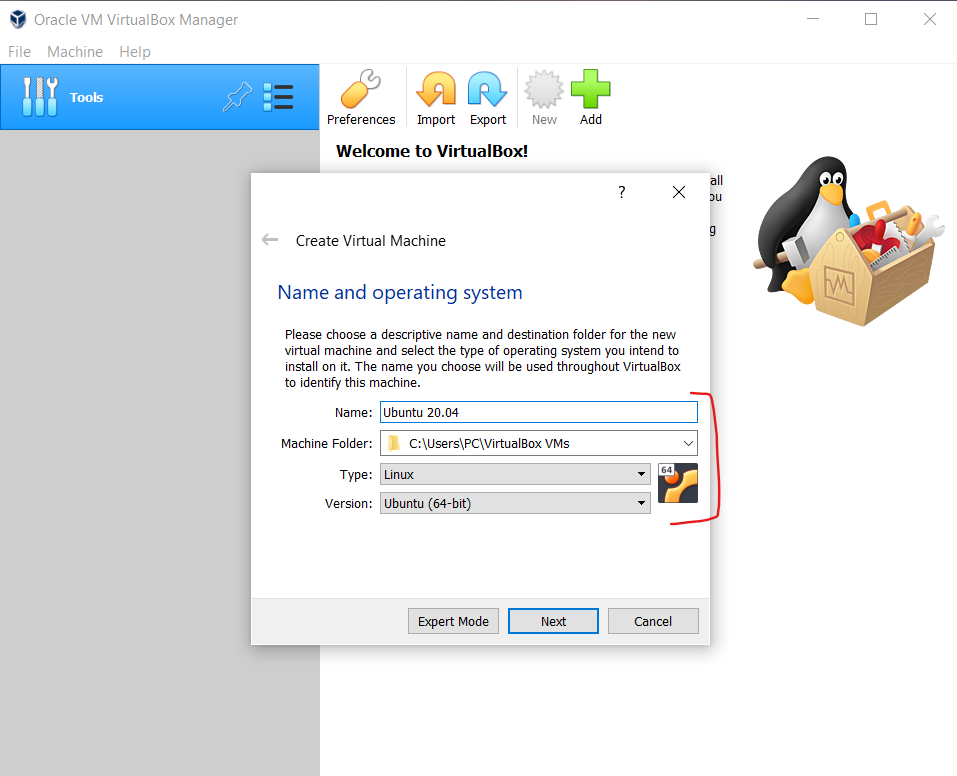 Oracle VM VirtualBox Manager
File Machine Help
Tools
Preferences Import Export New Add
Welcome to VirtualBox!
all
ou
g
?
Create Virtual Machine
Name and operating system
Please choose a descriptive name and destination folder for the new
virtual machine and select the type of operating system you intend to
install on it. The name you choose will be used throughout VirtualBox
to identify this machine.
Name: Ubuntu 20.04
Machine Folder: C:\Users\PC\VirtualBox VMs
Type: Linux
64
Version: Ubuntu (64-bit)
Expert Mode Next Cancel